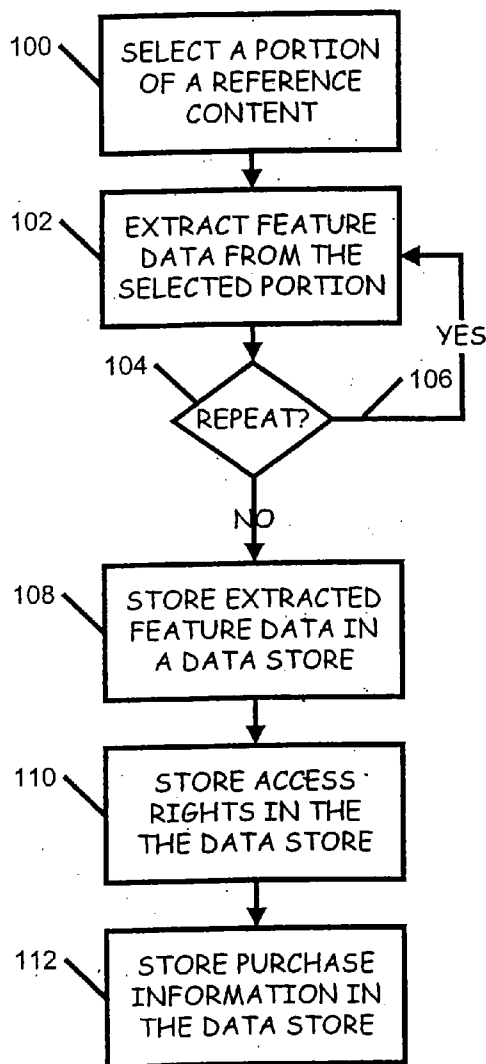 100
SELECT A PORTION
OF A REFERENCE
CONTENT
102
EXTRACT FEATURE
DATA FROM THE
SELECTED PORTION
YES
104
106
REPEAT?
NO
108
STORE EXTRACTED
FEATURE DATA IN
A DATA STORE
110
STORE ACCESS
RIGHTS IN THE
THE DATA STORE
112
STORE PURCHASE
INFORMATION IN
THE DATA STORE